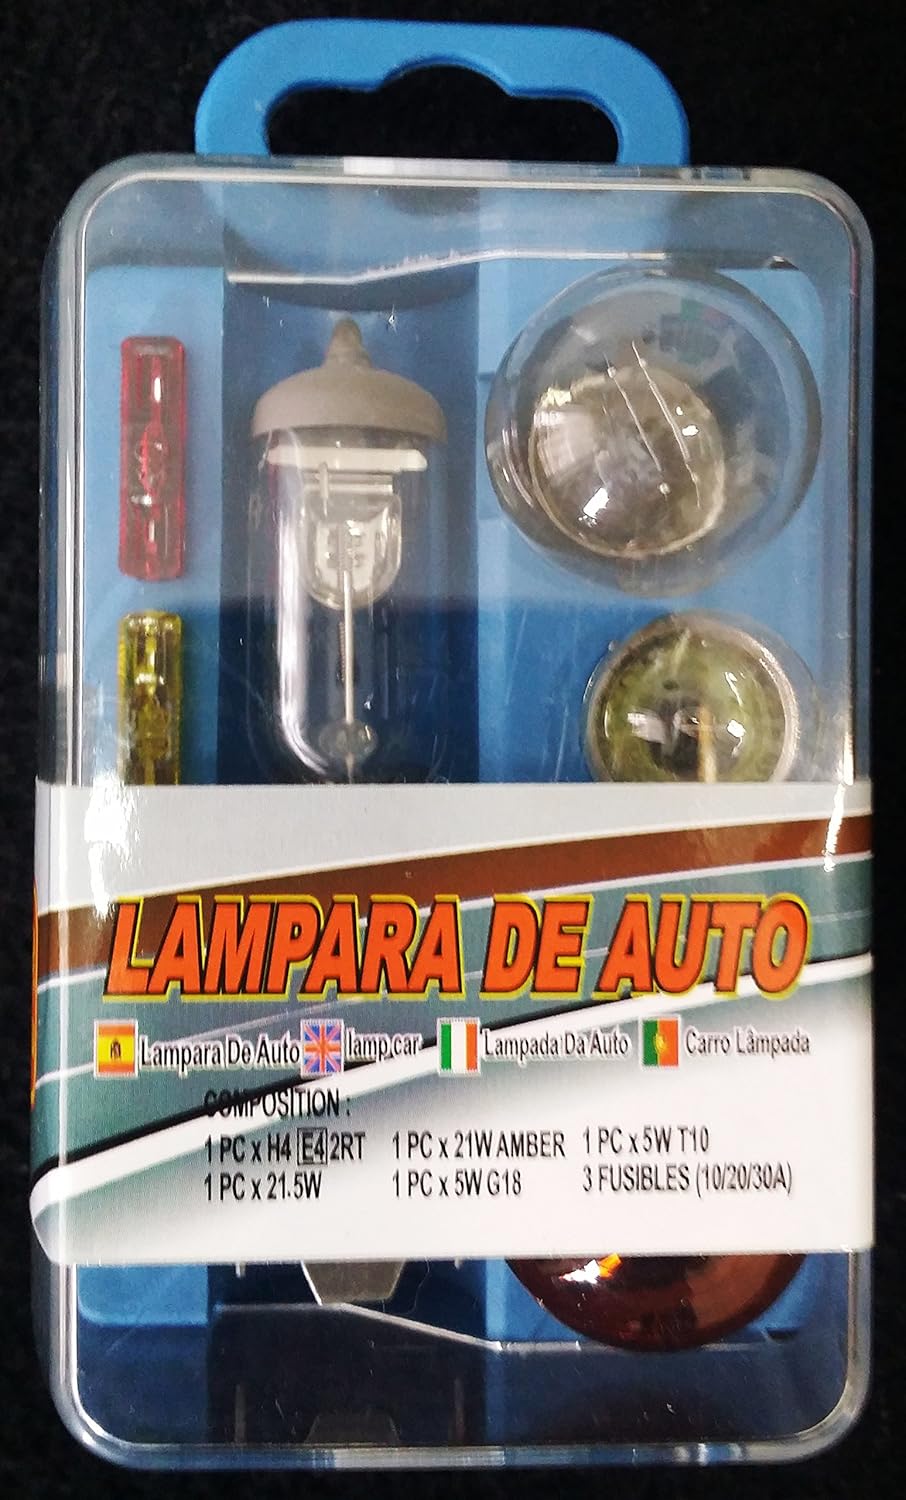 LAMPARA DE AUTO
Lampara De Auto lamp,car Lampada Da Auto Carro Lâmpada
COMPOSITION :
1 PC x H4 E4 2RT 1 PC x 21W AMBER 1 PC x 5W T10
1 PC x 21.5W 1 PC x 5W G18 3 FUSIBLES (10/20/30A)